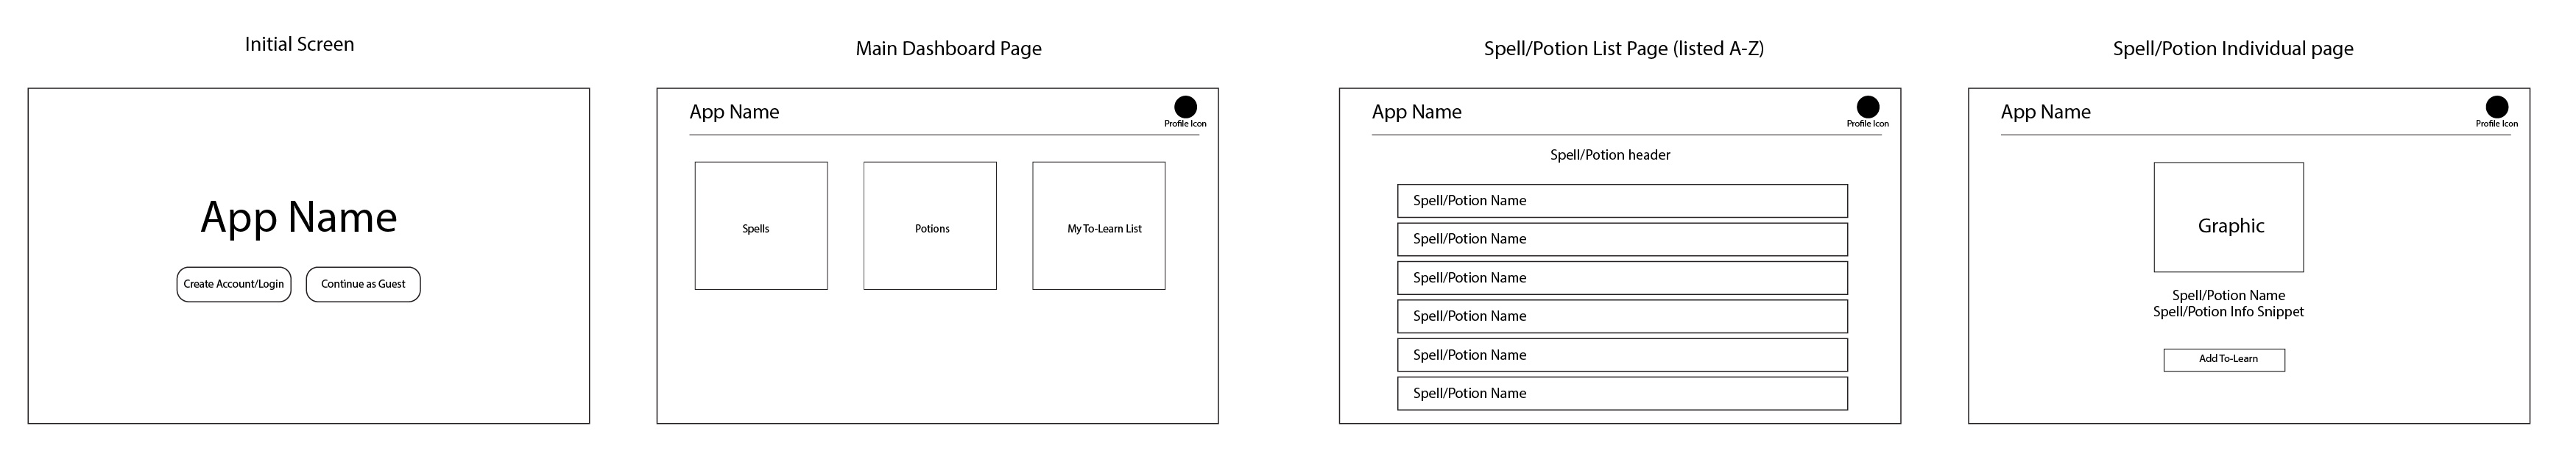 Initial Screen
App Name
Create Account/Login
Continue as Guest
Main Dashboard Page
App Name
Profile Icon
Spells
Potions
My To-Learn List
Spell/Potion List Page (listed A-Z)
App Name
Profile Icon
Spell/Potion header
Spell/Potion Name
Spell/Potion Name
Spell/Potion Name
Spell/Potion Name
Spell/Potion Name
Spell/Potion Name
Spell/Potion Individual page
App Name
Profile Icon
Graphic
Spell/Potion Name
Spell/Potion Info Snippet
Add To-Learn